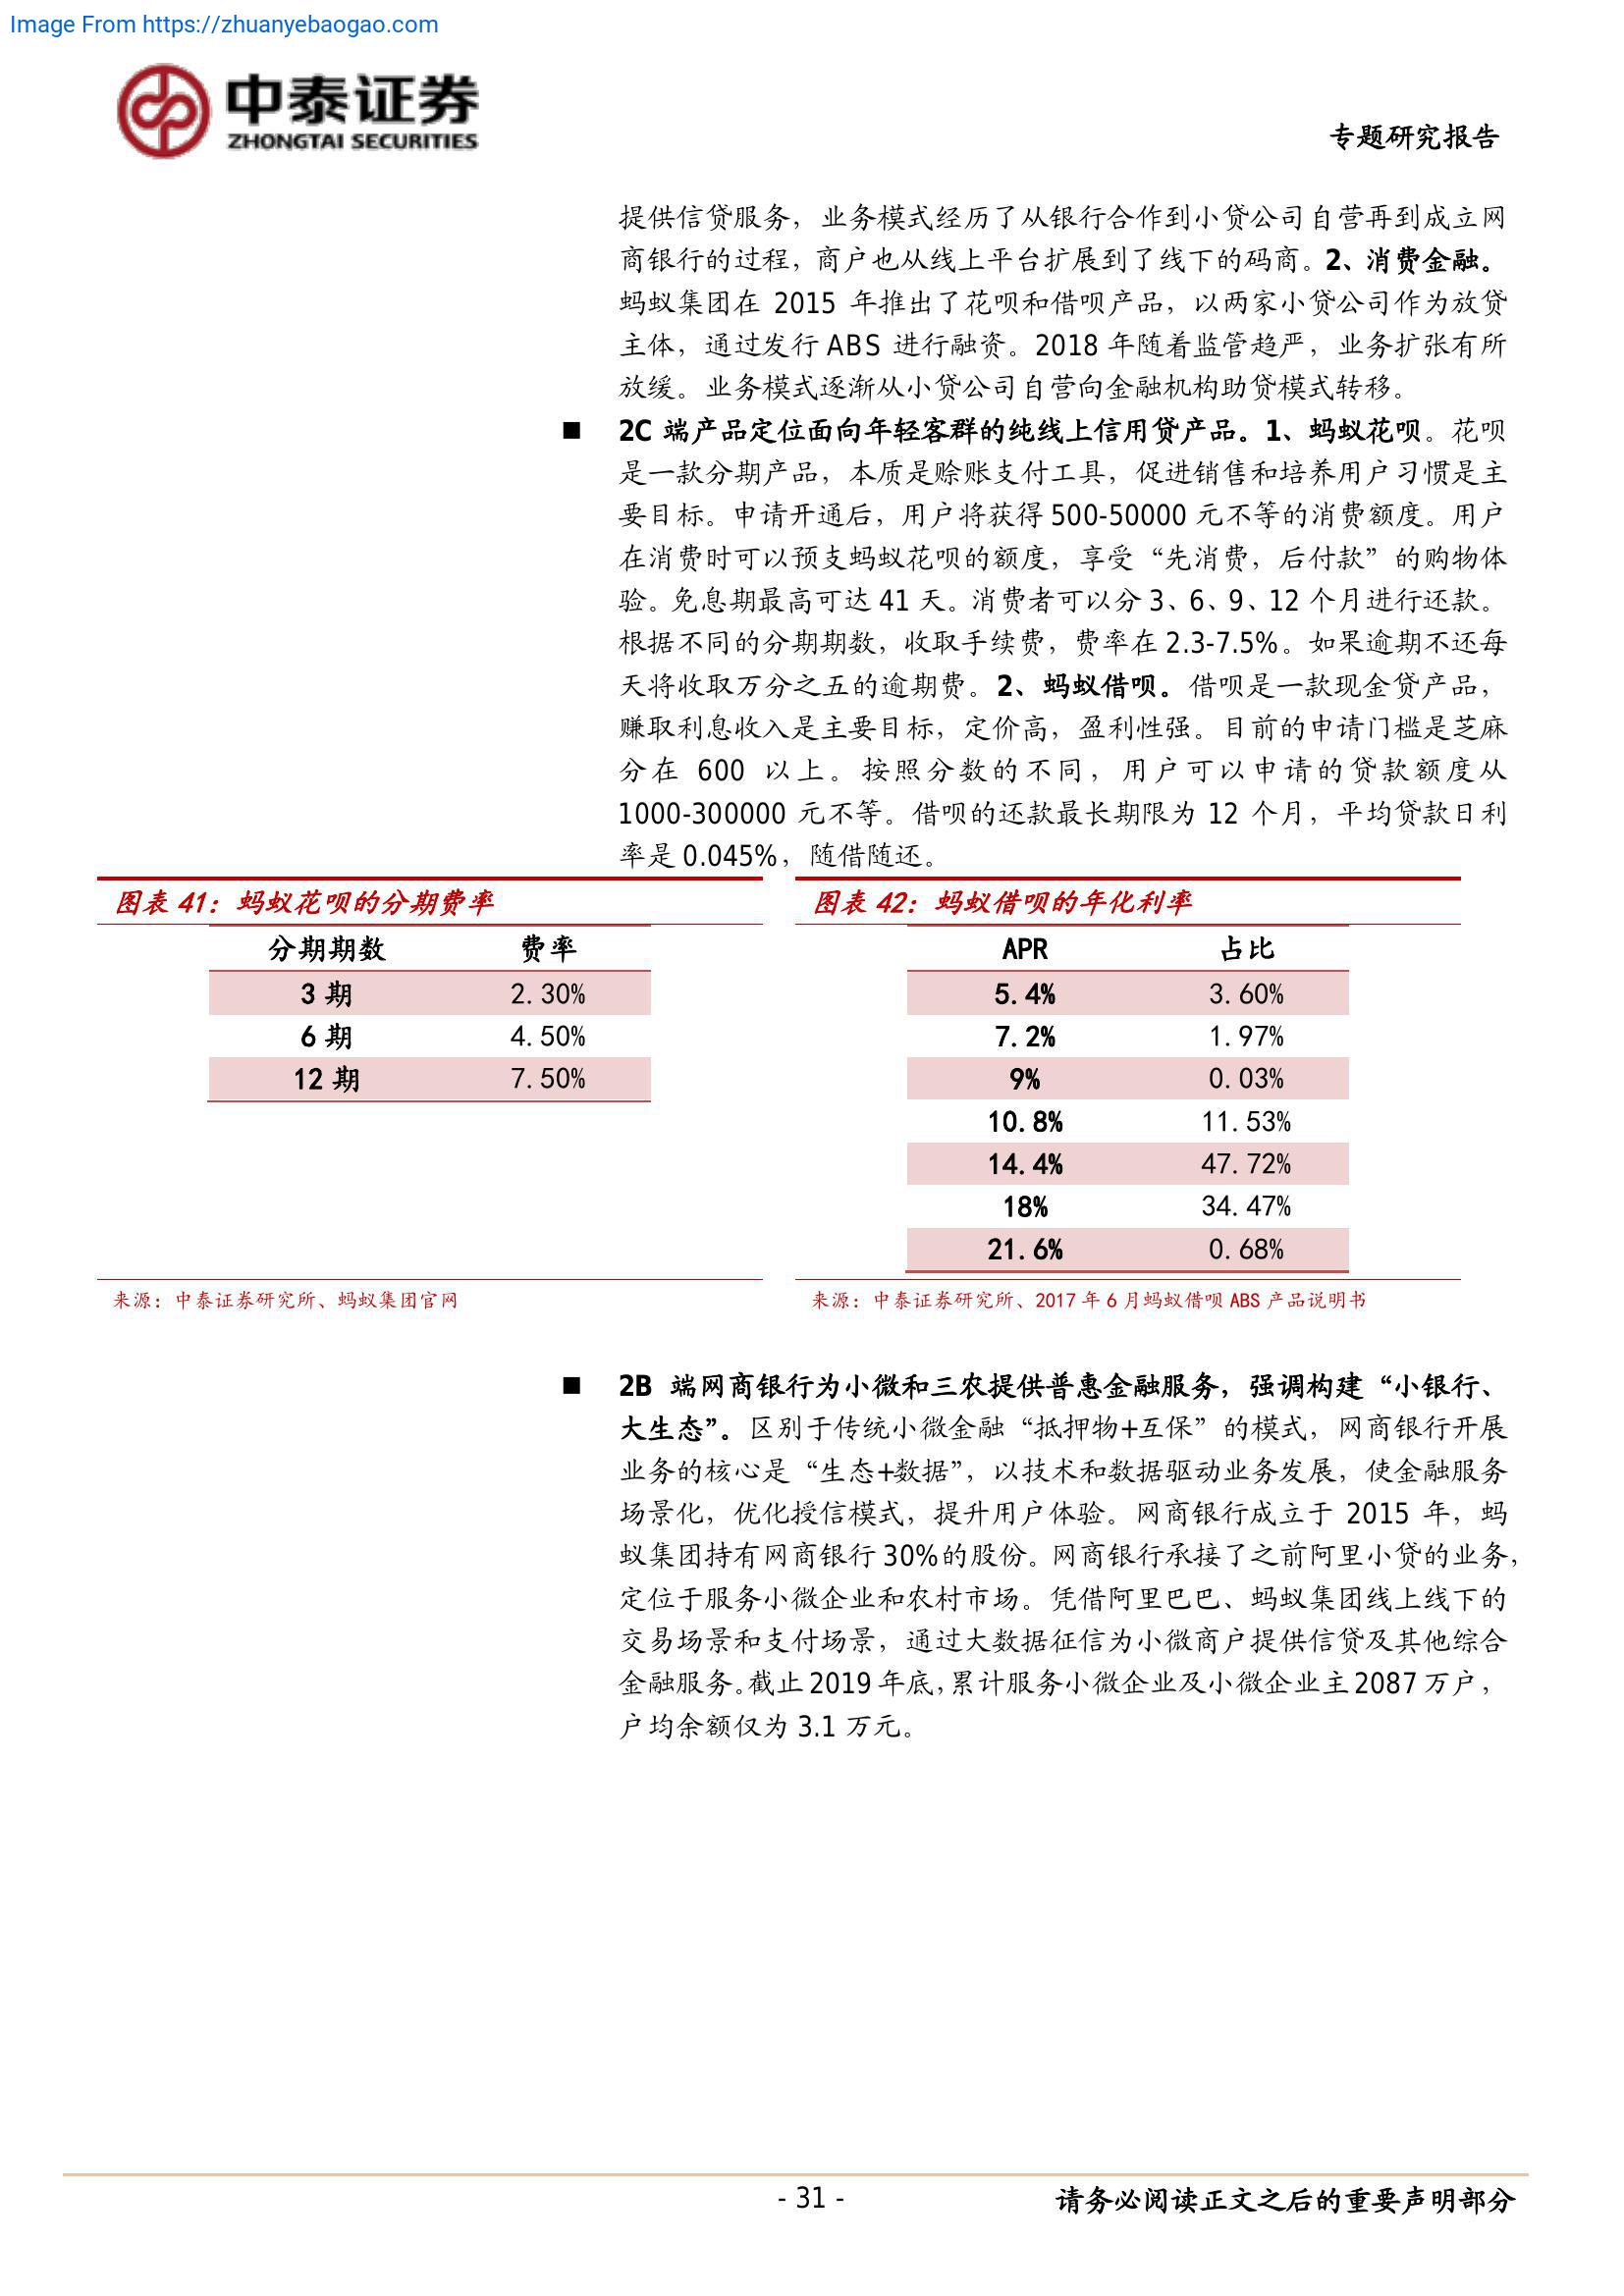 Image From https://zhuanyebaogao.com
中泰证券
ZHONGTAI SECURITIES
专题研究报告
提供信贷服务，业务模式经历了从银行合作到小贷公司自营再到成立网
商银行的过程，商户也从线上平台扩展到了线下的码商。2、消费金融。
蚂蚁集团在 2015 年推出了花呗和借呗产品，以两家小贷公司作为放贷
主体，通过发行 ABS 进行融资。2018 年随着监管趋严，业务扩张有所
放缓。业务模式逐渐从小贷公司自营向金融机构助贷模式转移。
■ 2C 端产品定位面向年轻客群的纯线上信用贷产品。1、蚂蚁花呗。花呗
是一款分期产品，本质是赊账支付工具，促进销售和培养用户习惯是主
要目标。申请开通后，用户将获得 500-50000 元不等的消费额度。用户
在消费时可以预支蚂蚁花呗的额度，享受“先消费，后付款”的购物体
验。免息期最高可达 41 天。消费者可以分 3、6、9、12 个月进行还款。
根据不同的分期期数，收取手续费，费率在 2.3-7.5%。如果逾期不还每
天将收取万分之五的逾期费。2、蚂蚁借呗。借呗是一款现金贷产品，
赚取利息收入是主要目标，定价高，盈利性强。目前的申请门槛是芝麻
分在 600 以上。按照分数的不同，用户可以申请的贷款额度从
1000-300000 元不等。借呗的还款最长期限为 12 个月，平均贷款日利
率是 0.045%，随借随还。
图表 41：蚂蚁花呗的分期费率
分期期数 费率
3 期 2.30%
6 期 4.50%
12 期 7.50%
来源：中泰证券研究所、蚂蚁集团官网
图表 42：蚂蚁借呗的年化利率
APR 占比
5.4% 3.60%
7.2% 1.97%
9% 0.03%
10.8% 11.53%
14.4% 47.72%
18% 34.47%
21.6% 0.68%
来源：中泰证券研究所、2017 年 6 月蚂蚁借呗 ABS 产品说明书
■ 2B 端网商银行为小微和三农提供普惠金融服务，强调构建“小银行、
大生态”。区别于传统小微金融“抵押物+互保”的模式，网商银行开展
业务的核心是“生态+数据”，以技术和数据驱动业务发展，使金融服务
场景化，优化授信模式，提升用户体验。网商银行成立于 2015 年，蚂
蚁集团持有网商银行 30%的股份。网商银行承接了之前阿里小贷的业务，
定位于服务小微企业和农村市场。凭借阿里巴巴、蚂蚁集团线上线下的
交易场景和支付场景，通过大数据征信为小微商户提供信贷及其他综合
金融服务。截止 2019 年底，累计服务小微企业及小微企业主 2087 万户，
户均余额仅为 3.1 万元。
- 31 -
请务必阅读正文之后的重要声明部分